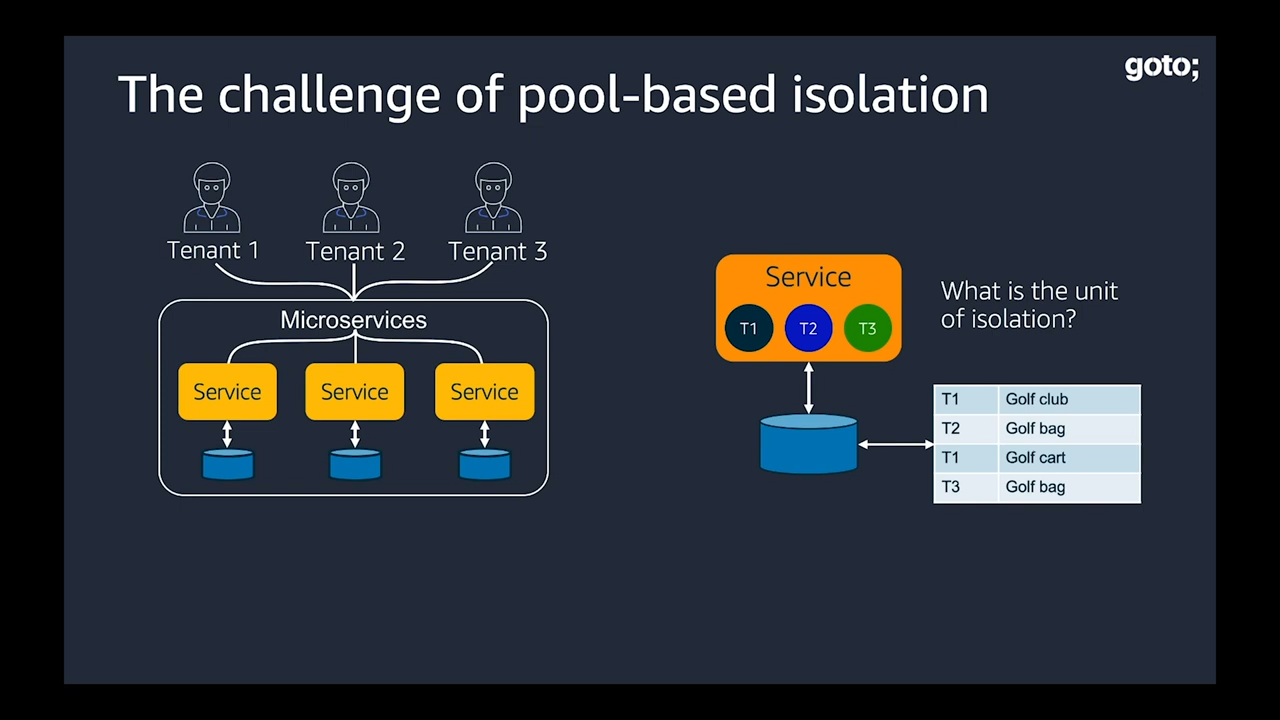 goto;
The challenge of pool-based isolation
Tenant 1
Tenant 2
Tenant 3
Microservices
Service
Service
Service
Service
T1
T2
T3
What is the unit
of isolation?
T1 Golf club
T2 Golf bag
T1 Golf cart
T3 Golf bag